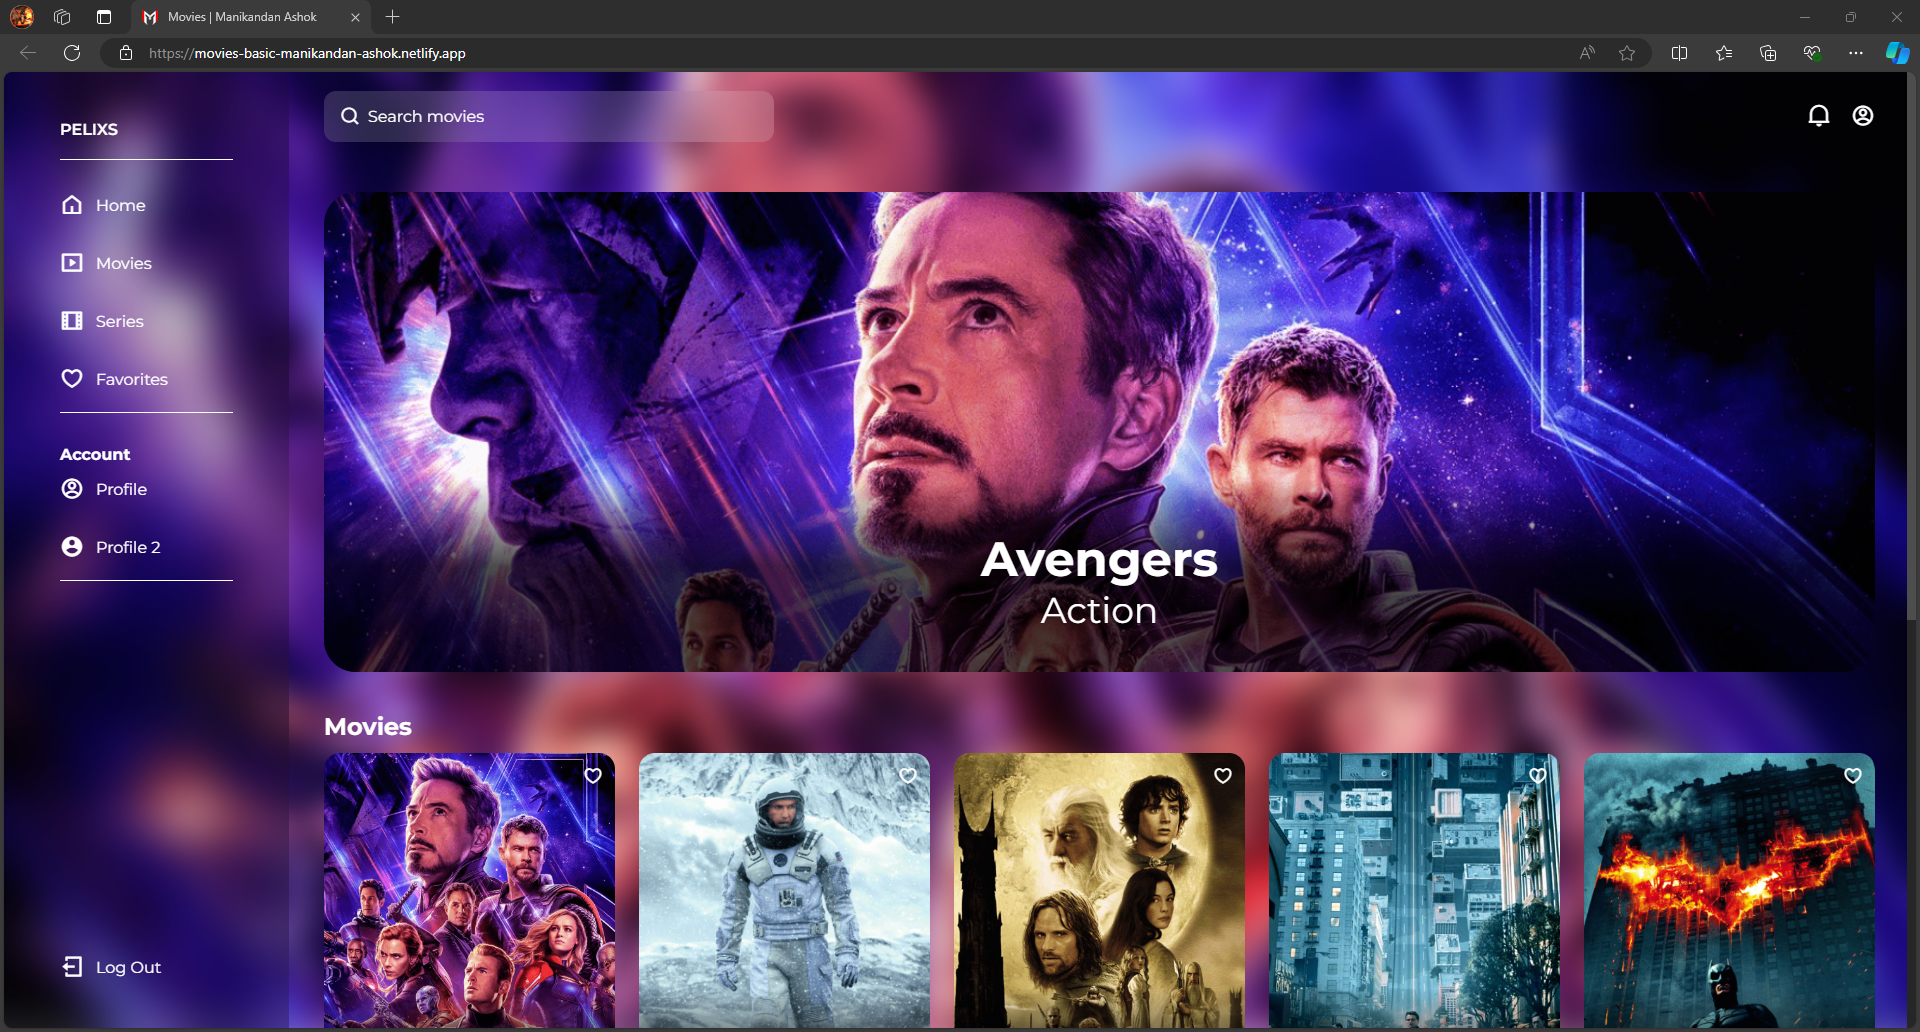 Movies | Manikandan Ashok
https://movies-basic-manikandan-ashok.netlify.app
PELIXS
Search movies
Home
Movies
Series
Favorites
Account
Profile
Profile 2
Log Out
Avengers
Action
Movies